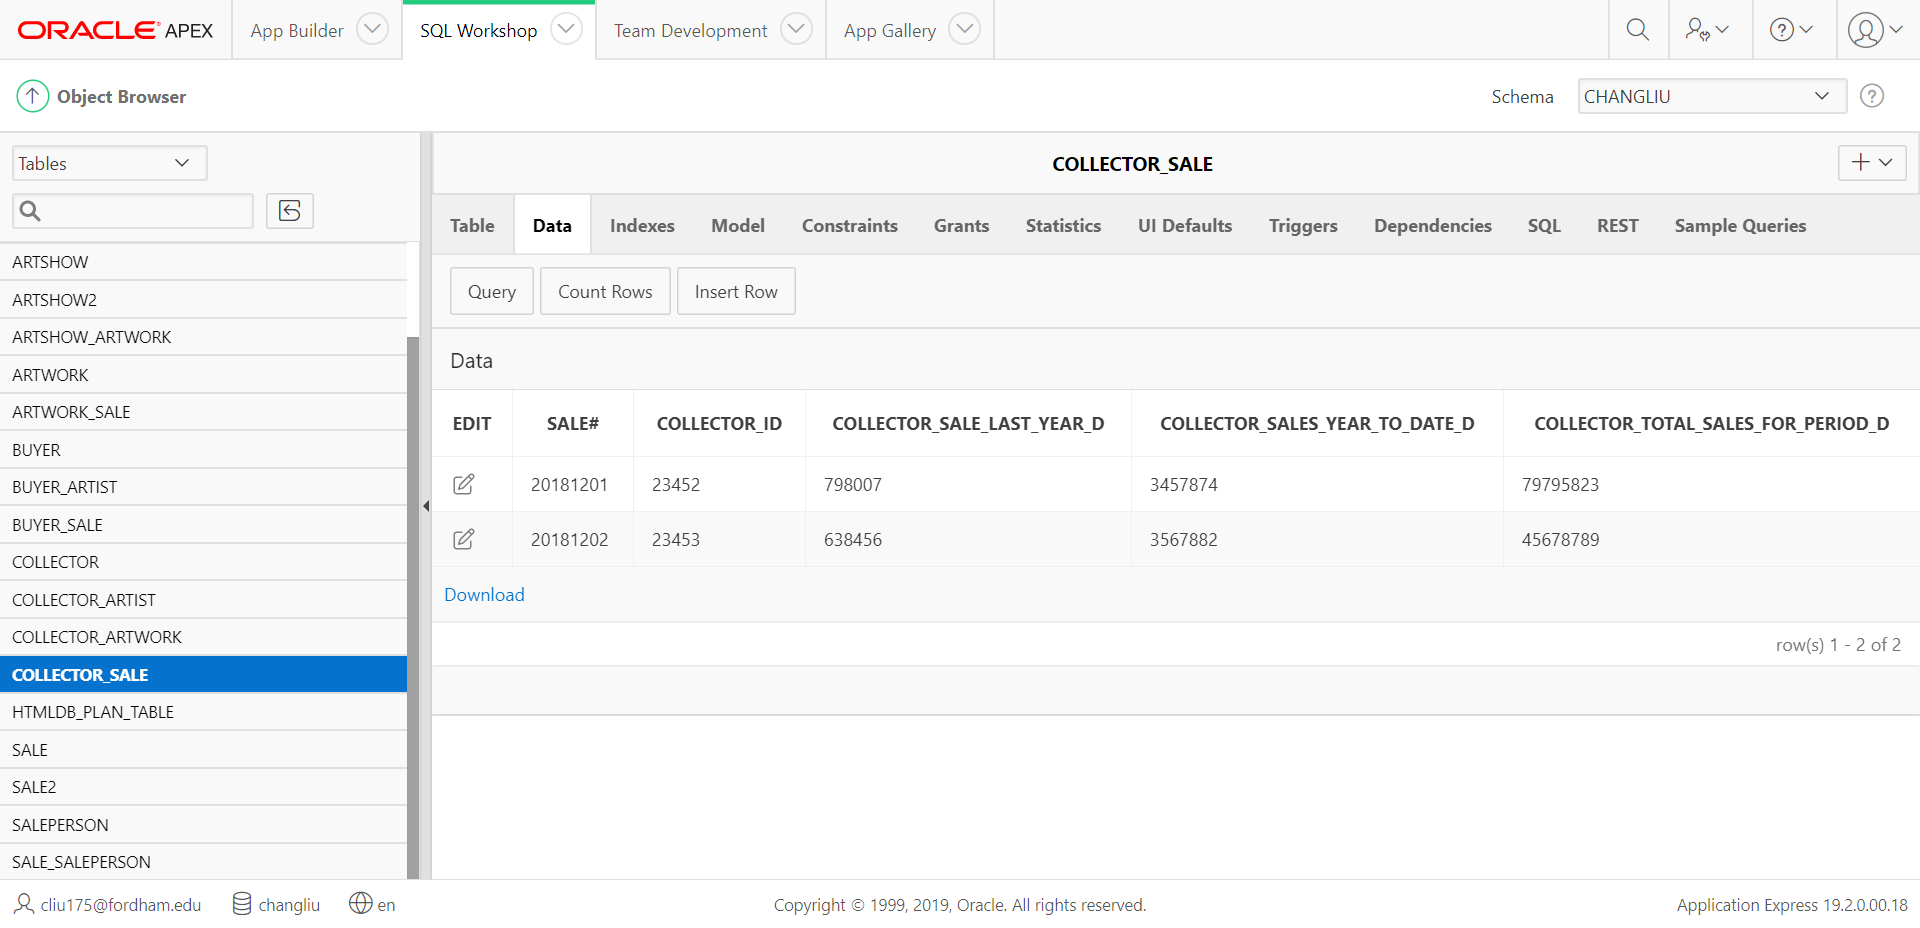 ORACLE APEX App Builder SQL Workshop Team Development App Gallery
Object Browser Schema CHANGLIU
Tables
COLLECTOR_SALE
Table Data Indexes Model Constraints Grants Statistics UI Defaults Triggers Dependencies SQL REST Sample Queries
Query Count Rows Insert Row
Data
EDIT SALE# COLLECTOR_ID COLLECTOR_SALE_LAST_YEAR_D COLLECTOR_SALES_YEAR_TO_DATE_D COLLECTOR_TOTAL_SALES_FOR_PERIOD_D
20181201 23452 798007 3457874 79795823
20181202 23453 638456 3567882 45678789
Download
row(s) 1 - 2 of 2
ARTSHOW
ARTSHOW2
ARTSHOW_ARTWORK
ARTWORK
ARTWORK_SALE
BUYER
BUYER_ARTIST
BUYER_SALE
COLLECTOR
COLLECTOR_ARTIST
COLLECTOR_ARTWORK
COLLECTOR_SALE
HTMLDB_PLAN_TABLE
SALE
SALE2
SALEPERSON
SALE_SALEPERSON
cliu175@fordham.edu changliu en Copyright © 1999, 2019, Oracle. All rights reserved. Application Express 19.2.0.00.18